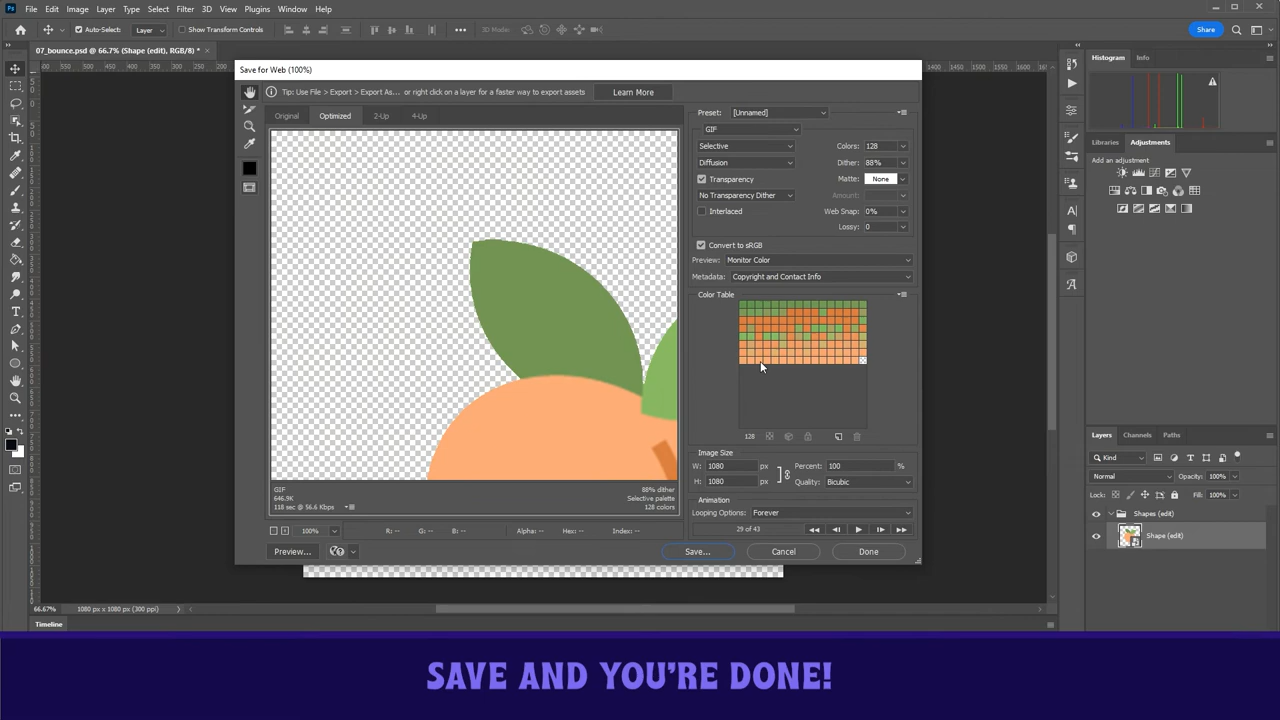 Ps File Edit Image Layer Type Select Filter 3D View Plugins Window Help
Auto-Select: Layer Show Transform Controls 3D Mode: Share
07_bounce.psd @ 66.7% (Shape (edit), RGB/8) *
Save for Web (100%)
Tip: Use File > Export > Export As... or right click on a layer for a faster way to export assets Learn More
Original Optimized 2-Up 4-Up
Preset: [Unnamed]
GIF
Selective Colors: 128
Diffusion Dither: 88%
Transparency Matte: None
No Transparency Dither Amount:
Interlaced Web Snap: 0%
Lossy: 0
Convert to sRGB
Preview: Monitor Color
Metadata: Copyright and Contact Info
Color Table
128
Image Size
W: 1080 px Percent: 100 %
H: 1080 px Quality: Bicubic
Animation
Looping Options: Forever
29 of 43
GIF 88% dither
646.9K Selective palette
118 sec @ 56.6 Kbps 128 colors
100% R: -- G: -- B: -- Alpha: -- Hex: -- Index: --
Preview... Save... Cancel Done
Histogram Info
Libraries Adjustments
Add an adjustment
Layers Channels Paths
Kind
Normal Opacity: 100%
Lock: Fill: 100%
Shapes (edit)
Shape (edit)
66.67% 1080 px x 1080 px (300 ppi)
Timeline
SAVE AND YOU'RE DONE!